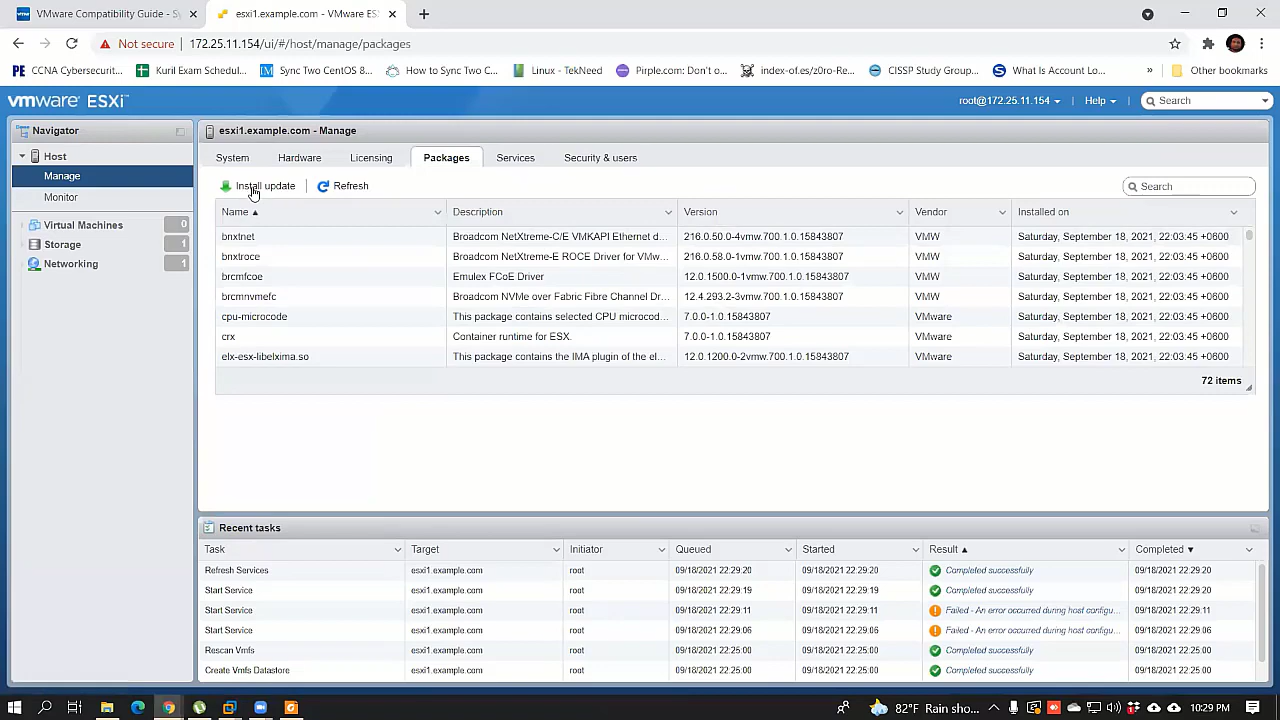 VMware Compatibility Guide - Sy
esxi1.example.com - VMware ESX
Not secure
172.25.11.154/ui/#/host/manage/packages
CCNA Cybersecurit...
Kuril Exam Schedul...
Sync Two CentOS 8...
How to Sync Two C...
Linux - TekNeed
Pirple.com: Don't o...
index-of.es/z0ro-Re...
CISSP Study Group...
What Is Account Lo...
»
Other bookmarks
vmware ESXi™
root@172.25.11.154
Help
Search
Navigator
Host
Manage
Monitor
Virtual Machines 0
Storage 1
Networking 1
esxi1.example.com - Manage
System Hardware Licensing Packages Services Security & users
Install update Refresh Search
Name Description Version Vendor Installed on
bnxtnet Broadcom NetXtreme-C/E VMKAPI Ethernet d... 216.0.50.0-4vmw.700.1.0.15843807 VMW Saturday, September 18, 2021, 22:03:45 +0600
bnxtroce Broadcom NetXtreme-E ROCE Driver for VMw... 216.0.58.0-1vmw.700.1.0.15843807 VMW Saturday, September 18, 2021, 22:03:45 +0600
brcmfcoe Emulex FCoE Driver 12.0.1500.0-1vmw.700.1.0.15843807 VMW Saturday, September 18, 2021, 22:03:45 +0600
brcmnvmefc Broadcom NVMe over Fabric Fibre Channel Dr... 12.4.293.2-3vmw.700.1.0.15843807 VMW Saturday, September 18, 2021, 22:03:45 +0600
cpu-microcode This package contains selected CPU microcod... 7.0.0-1.0.15843807 VMware Saturday, September 18, 2021, 22:03:45 +0600
crx Container runtime for ESX. 7.0.0-1.0.15843807 VMware Saturday, September 18, 2021, 22:03:45 +0600
elx-esx-libelxima.so This package contains the IMA plugin of the el... 12.0.1200.0-2vmw.700.1.0.15843807 VMware Saturday, September 18, 2021, 22:03:45 +0600
72 items
Recent tasks
Task Target Initiator Queued Started Result Completed
Refresh Services esxi1.example.com root 09/18/2021 22:29:20 09/18/2021 22:29:20 Completed successfully 09/18/2021 22:29:20
Start Service esxi1.example.com root 09/18/2021 22:29:19 09/18/2021 22:29:19 Completed successfully 09/18/2021 22:29:20
Start Service esxi1.example.com root 09/18/2021 22:29:11 09/18/2021 22:29:11 Failed - An error occurred during host configu... 09/18/2021 22:29:11
Start Service esxi1.example.com root 09/18/2021 22:29:06 09/18/2021 22:29:06 Failed - An error occurred during host configu... 09/18/2021 22:29:06
Rescan Vmfs esxi1.example.com root 09/18/2021 22:25:00 09/18/2021 22:25:00 Completed successfully 09/18/2021 22:25:00
Create Vmfs Datastore esxi1.example.com root 09/18/2021 22:25:00 09/18/2021 22:25:00 Completed successfully 09/18/2021 22:25:00
82°F Rain sho...
10:29 PM